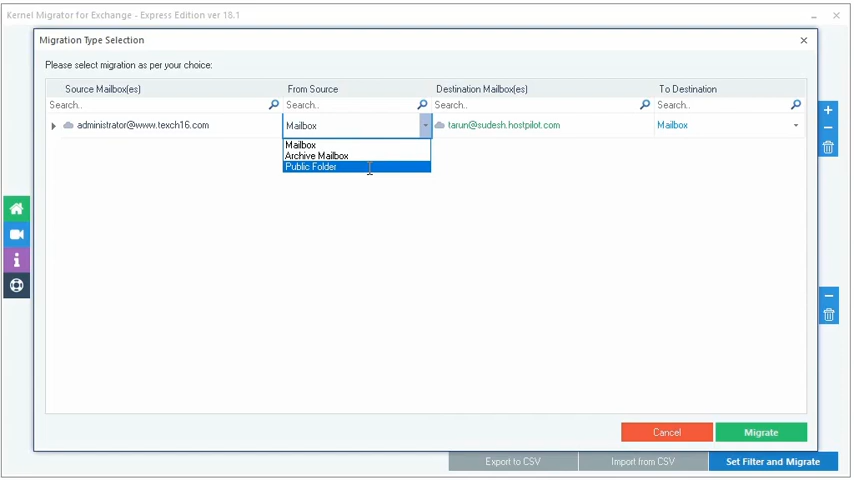 Kernel Migrator for Exchange - Express Edition ver 18.1
Migration Type Selection
Please select migration as per your choice:
Source Mailbox(es) From Source Destination Mailbox(es) To Destination
Search.. Search.. Search.. Search..
administrator@www.texch16.com Mailbox tarun@sudesh.hostpilot.com Mailbox
Mailbox
Archive Mailbox
Public Folder
Cancel Migrate
Export to CSV Import from CSV Set Filter and Migrate